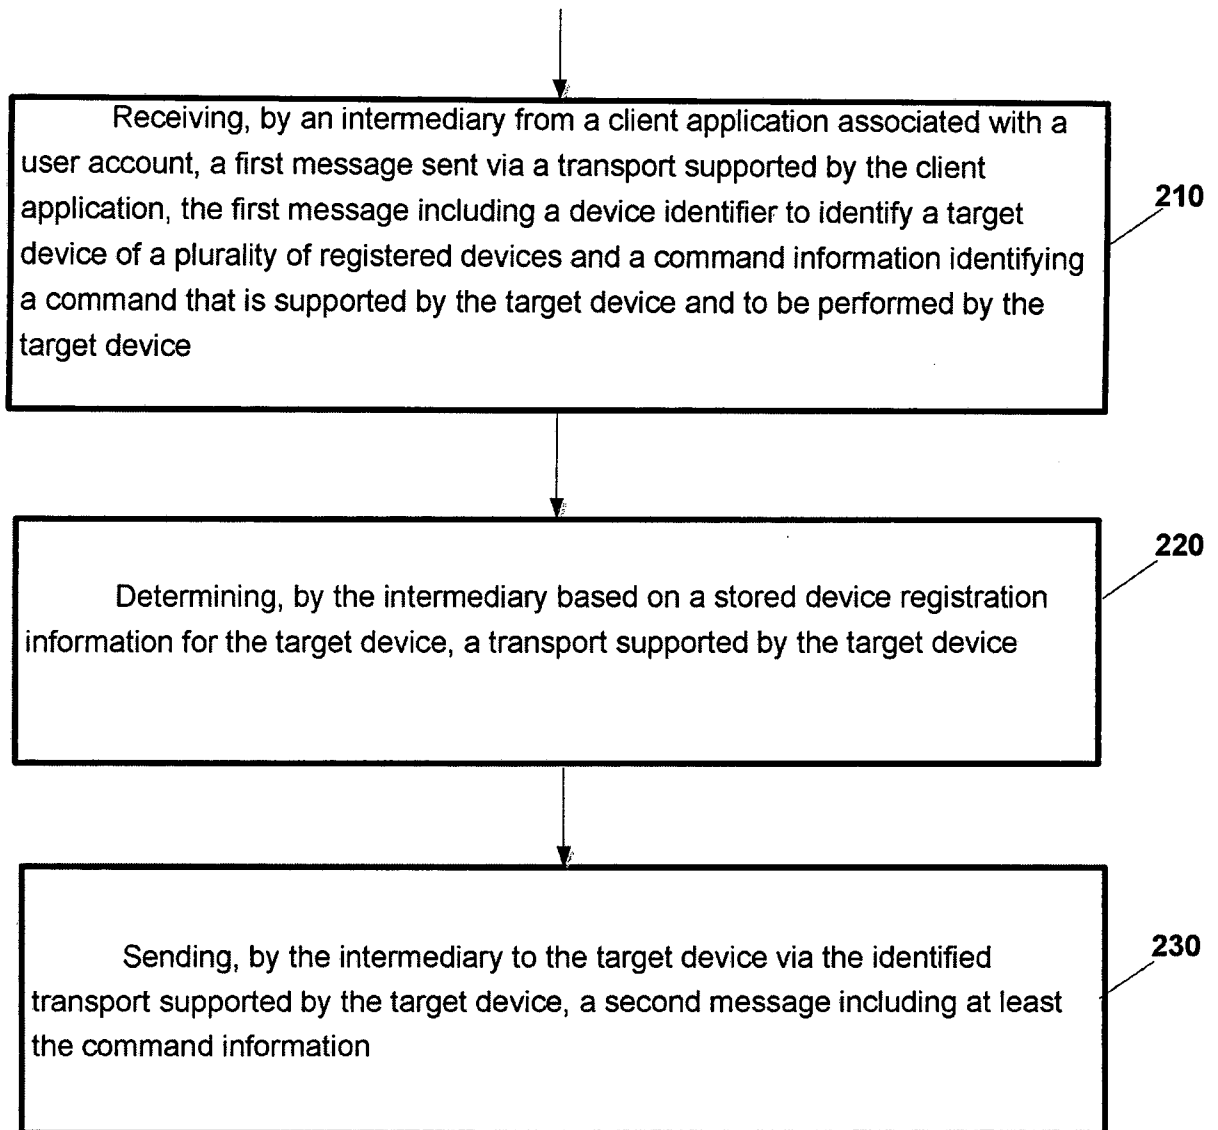 Receiving, by an intermediary from a client application associated with a
user account, a first message sent via a transport supported by the client
application, the first message including a device identifier to identify a target
device of a plurality of registered devices and a command information identifying
a command that is supported by the target device and to be performed by the
target device
210
Determining, by the intermediary based on a stored device registration
information for the target device, a transport supported by the target device
220
Sending, by the intermediary to the target device via the identified
transport supported by the target device, a second message including at least
the command information
230